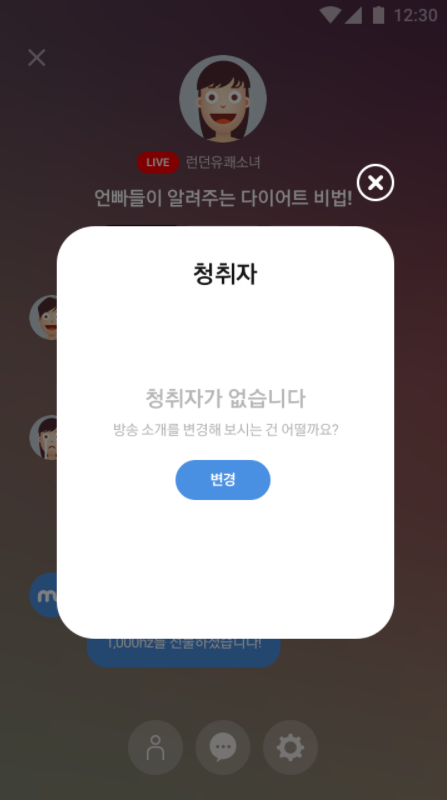 12:30
LIVE 런던유쾌소녀
언빠들이 알려주는 다이어트 비법!
청취자
청취자가 없습니다
방송 소개를 변경해 보시는 건 어떨까요?
변경
m
1,000hz를 선물하셨습니다!